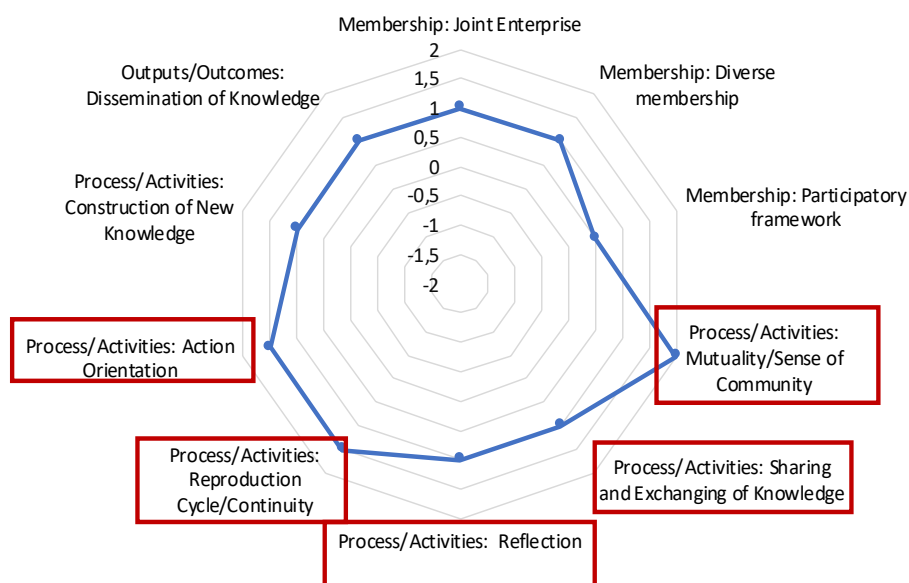 Membership: Joint Enterprise
2
1,5
1
0,5
0
-0,5
-1
-1,5
-2
Membership: Diverse
membership
Membership: Participatory
framework
Process/Activities:
Mutuality/Sense of
Community
Process/Activities: Sharing
and Exchanging of Knowledge
Process/Activities: Reflection
Process/Activities:
Reproduction
Cycle/Continuity
Process/Activities: Action
Orientation
Process/Activities:
Construction of New
Knowledge
Outputs/Outcomes:
Dissemination of Knowledge